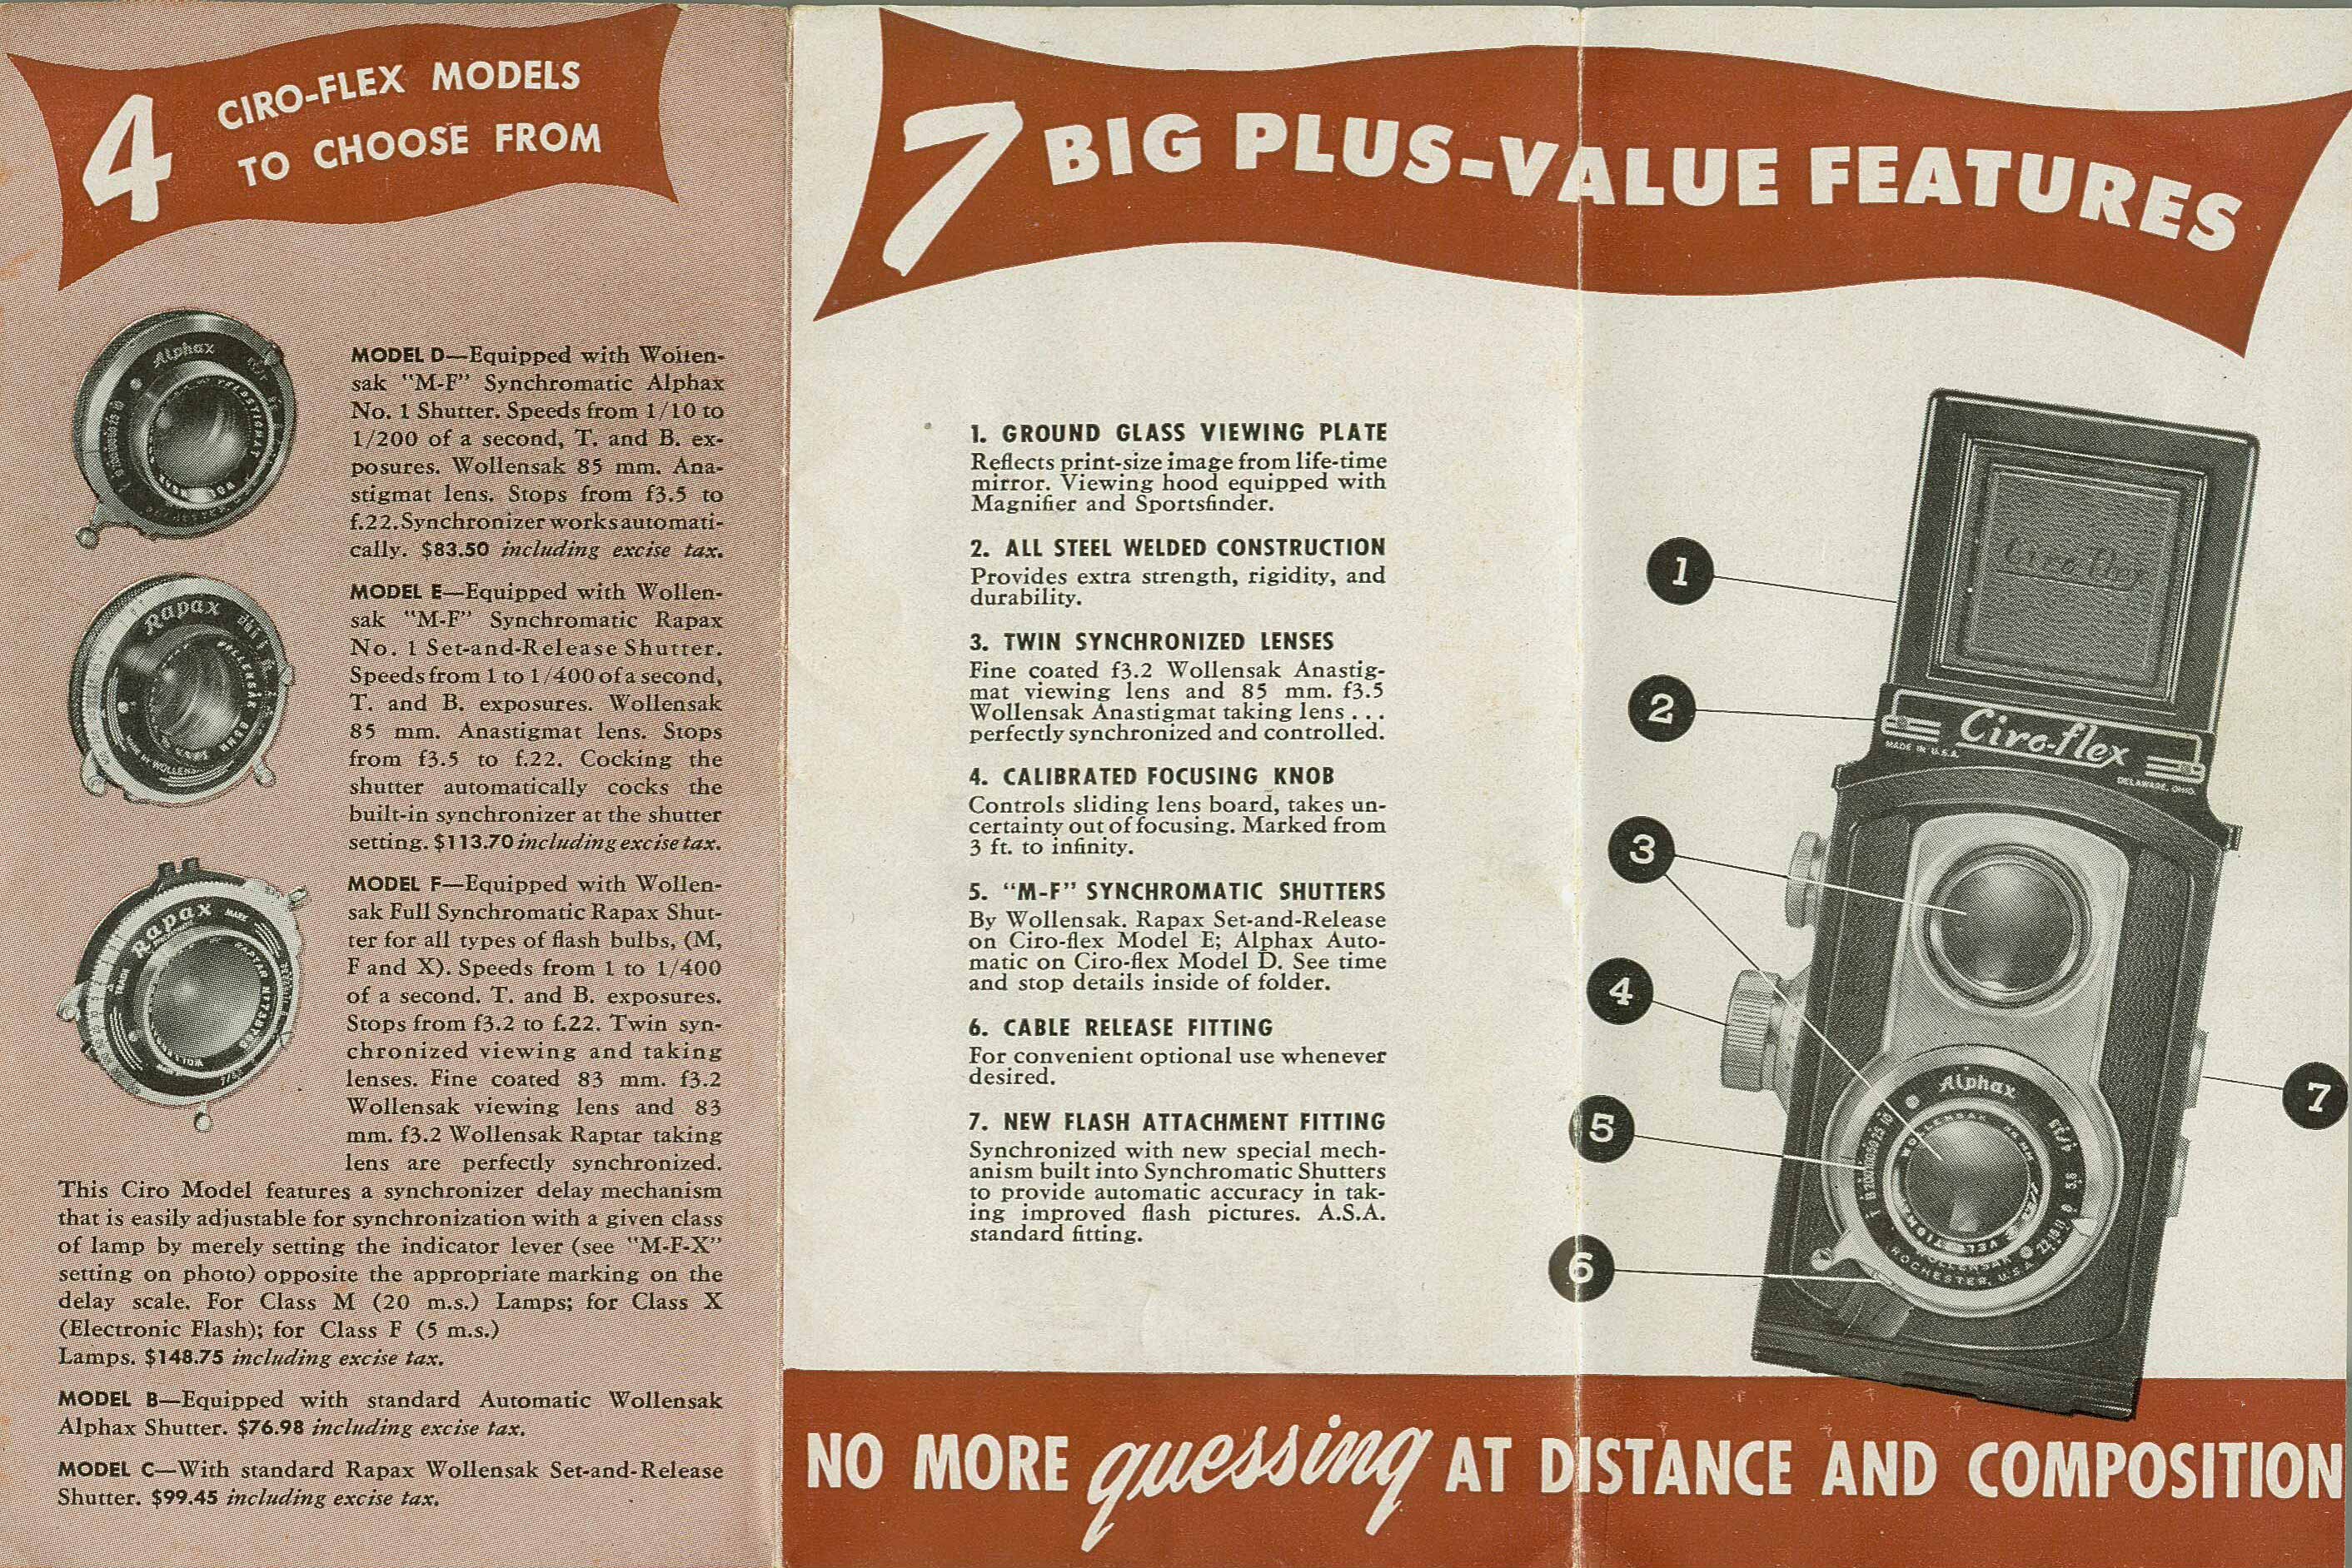 4 CIRO-FLEX MODELS
TO CHOOSE FROM
Alphax
MODEL D—Equipped with Wollen-
sak "M-F" Synchromatic Alphax
No. 1 Shutter. Speeds from 1/10 to
1/200 of a second, T. and B. ex-
posures. Wollensak 85 mm. Ana-
stigmat lens. Stops from f3.5 to
f.22. Synchronizer works automati-
cally. $83.50 including excise tax.
Rapax
MODEL E—Equipped with Wollen-
sak "M-F" Synchromatic Rapax
No. 1 Set-and-Release Shutter.
Speeds from 1 to 1/400 of a second,
T. and B. exposures. Wollensak
85 mm. Anastigmat lens. Stops
from f3.5 to f.22. Cocking the
shutter automatically cocks the
built-in synchronizer at the shutter
setting. $113.70 including excise tax.
Rapax
MODEL F—Equipped with Wollen-
sak Full Synchromatic Rapax Shut-
ter for all types of flash bulbs, (M,
F and X). Speeds from 1 to 1/400
of a second. T. and B. exposures.
Stops from f3.2 to f.22. Twin syn-
chronized viewing and taking
lenses. Fine coated 83 mm. f3.2
Wollensak viewing lens and 83
mm. f3.2 Wollensak Raptar taking
lens are perfectly synchronized.
This Ciro Model features a synchronizer delay mechanism
that is easily adjustable for synchronization with a given class
of lamp by merely setting the indicator lever (see "M-F-X"
setting on photo) opposite the appropriate marking on the
delay scale. For Class M (20 m.s.) Lamps; for Class X
(Electronic Flash); for Class F (5 m.s.)
Lamps. $148.75 including excise tax.
MODEL B—Equipped with standard Automatic Wollensak
Alphax Shutter. $76.98 including excise tax.
MODEL C—With standard Rapax Wollensak Set-and-Release
Shutter. $99.45 including excise tax.
7 BIG PLUS-VALUE FEATURES
1. GROUND GLASS VIEWING PLATE
Reflects print-size image from life-time
mirror. Viewing hood equipped with
Magnifier and Sportsfinder.
2. ALL STEEL WELDED CONSTRUCTION
Provides extra strength, rigidity, and
durability.
3. TWIN SYNCHRONIZED LENSES
Fine coated f3.2 Wollensak Anastig-
mat viewing lens and 85 mm. f3.5
Wollensak Anastigmat taking lens . . .
perfectly synchronized and controlled.
4. CALIBRATED FOCUSING KNOB
Controls sliding lens board, takes un-
certainty out of focusing. Marked from
3 ft. to infinity.
5. "M-F" SYNCHROMATIC SHUTTERS
By Wollensak. Rapax Set-and-Release
on Ciro-flex Model E; Alphax Auto-
matic on Ciro-flex Model D. See time
and stop details inside of folder.
6. CABLE RELEASE FITTING
For convenient optional use whenever
desired.
7. NEW FLASH ATTACHMENT FITTING
Synchronized with new special mech-
anism built into Synchromatic Shutters
to provide automatic accuracy in tak-
ing improved flash pictures. A.S.A.
standard fitting.
1
2
3
4
5
6
7
Ciro-flex
Ciro-flex
MADE IN U.S.A.
DELAWARE, OHIO.
Alphax
WOLLENSAK
ROCHESTER, U.S.A.
NO MORE guessing AT DISTANCE AND COMPOSITION